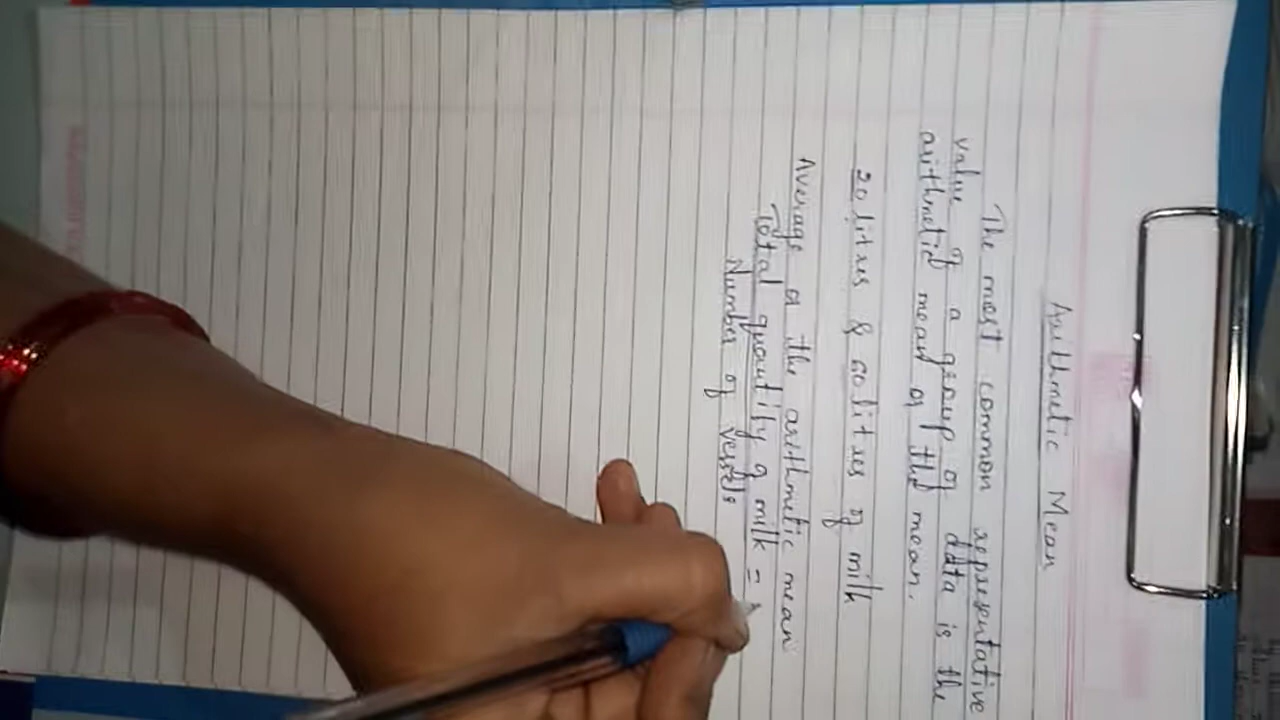 Arithmetic Mean
The most common representative
value of a group of data is the
arithmetic mean or the mean.
20 litres & 60 litres of milk
Average or the arithmetic mean
Total quantity of milk =
Number of vessels